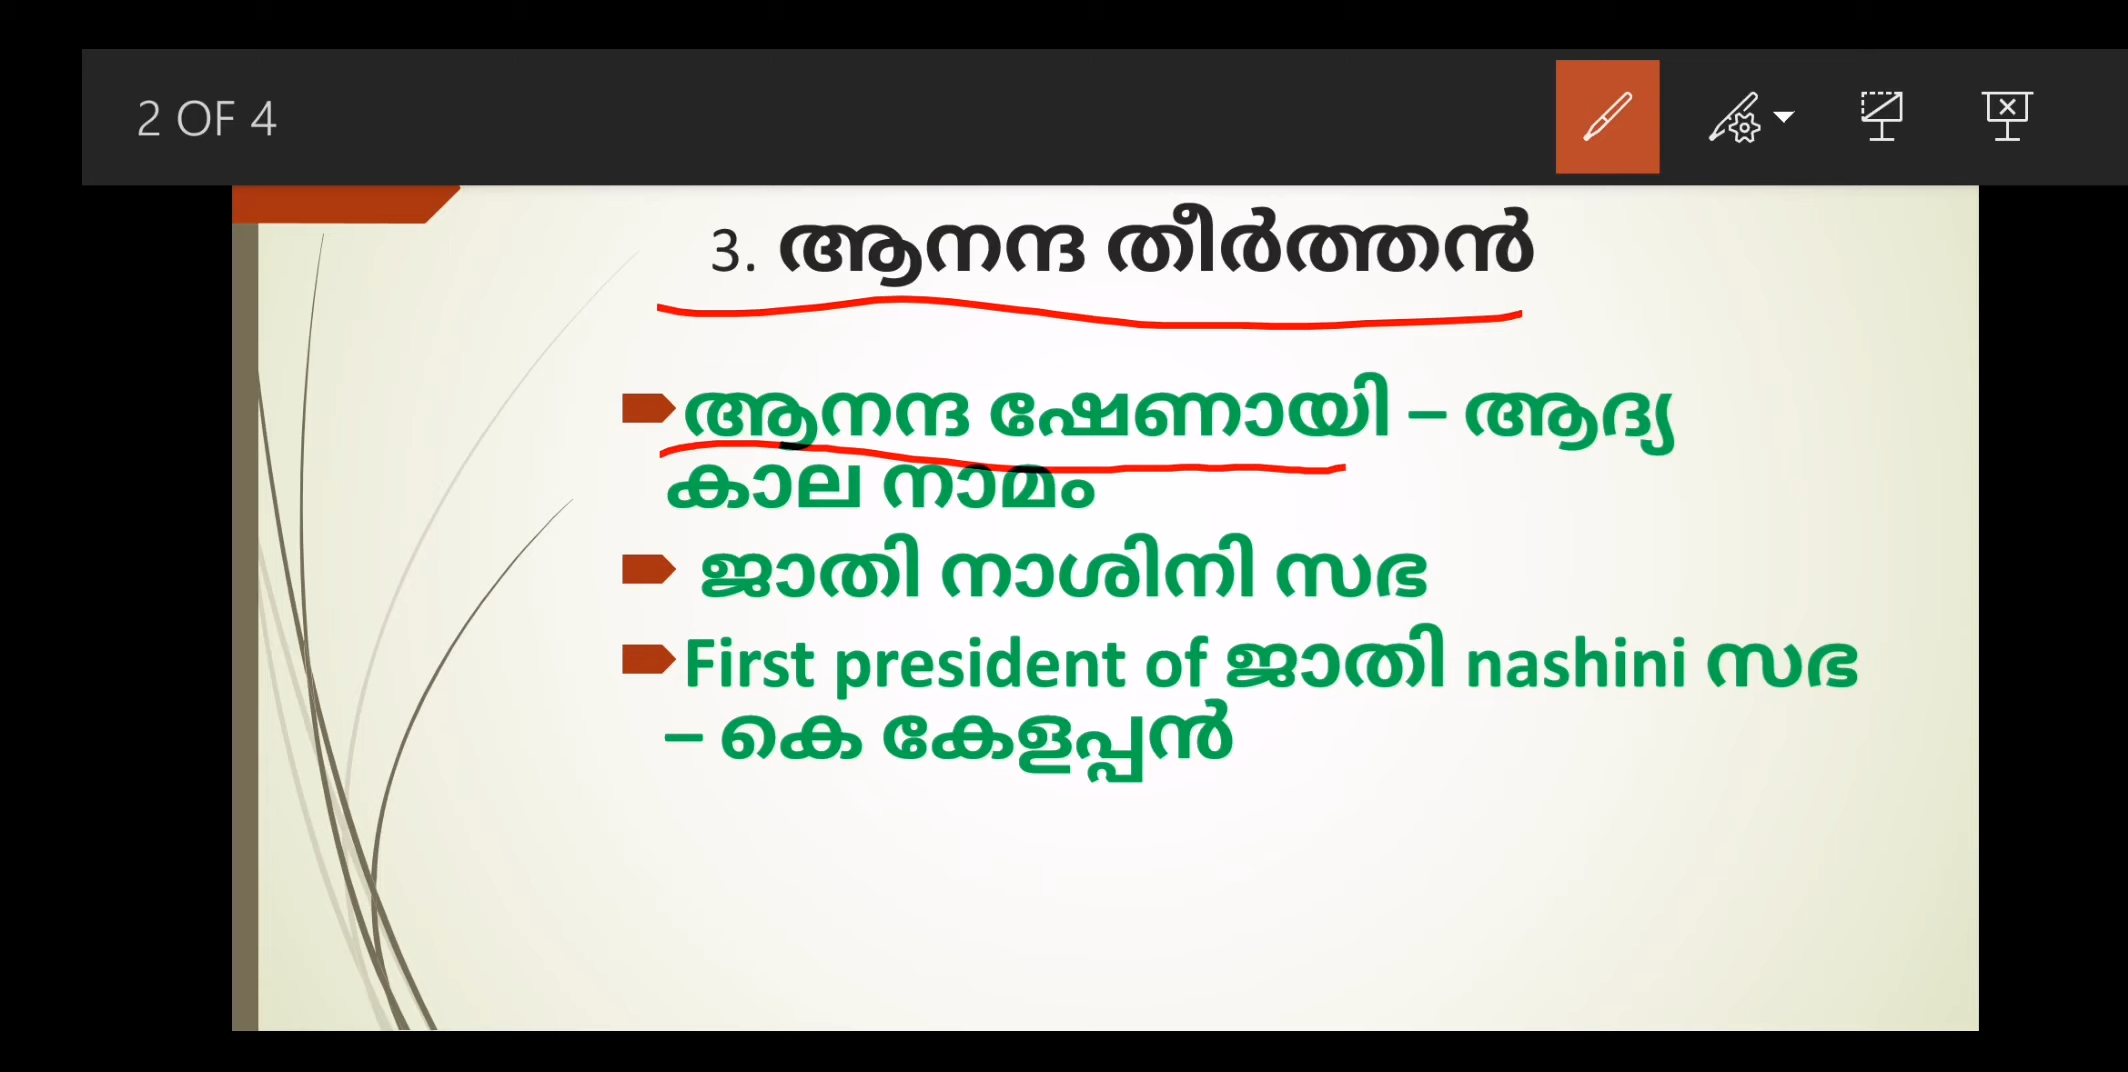 2 OF 4
3. ആനന്ദ തീർത്ഥൻ
ആനന്ദ ഷേണായി – ആദ്യ
കാല നാമം
ജാതി നാശിനി സഭ
First president of ജാതി nashini സഭ
– കെ കേളപ്പൻ